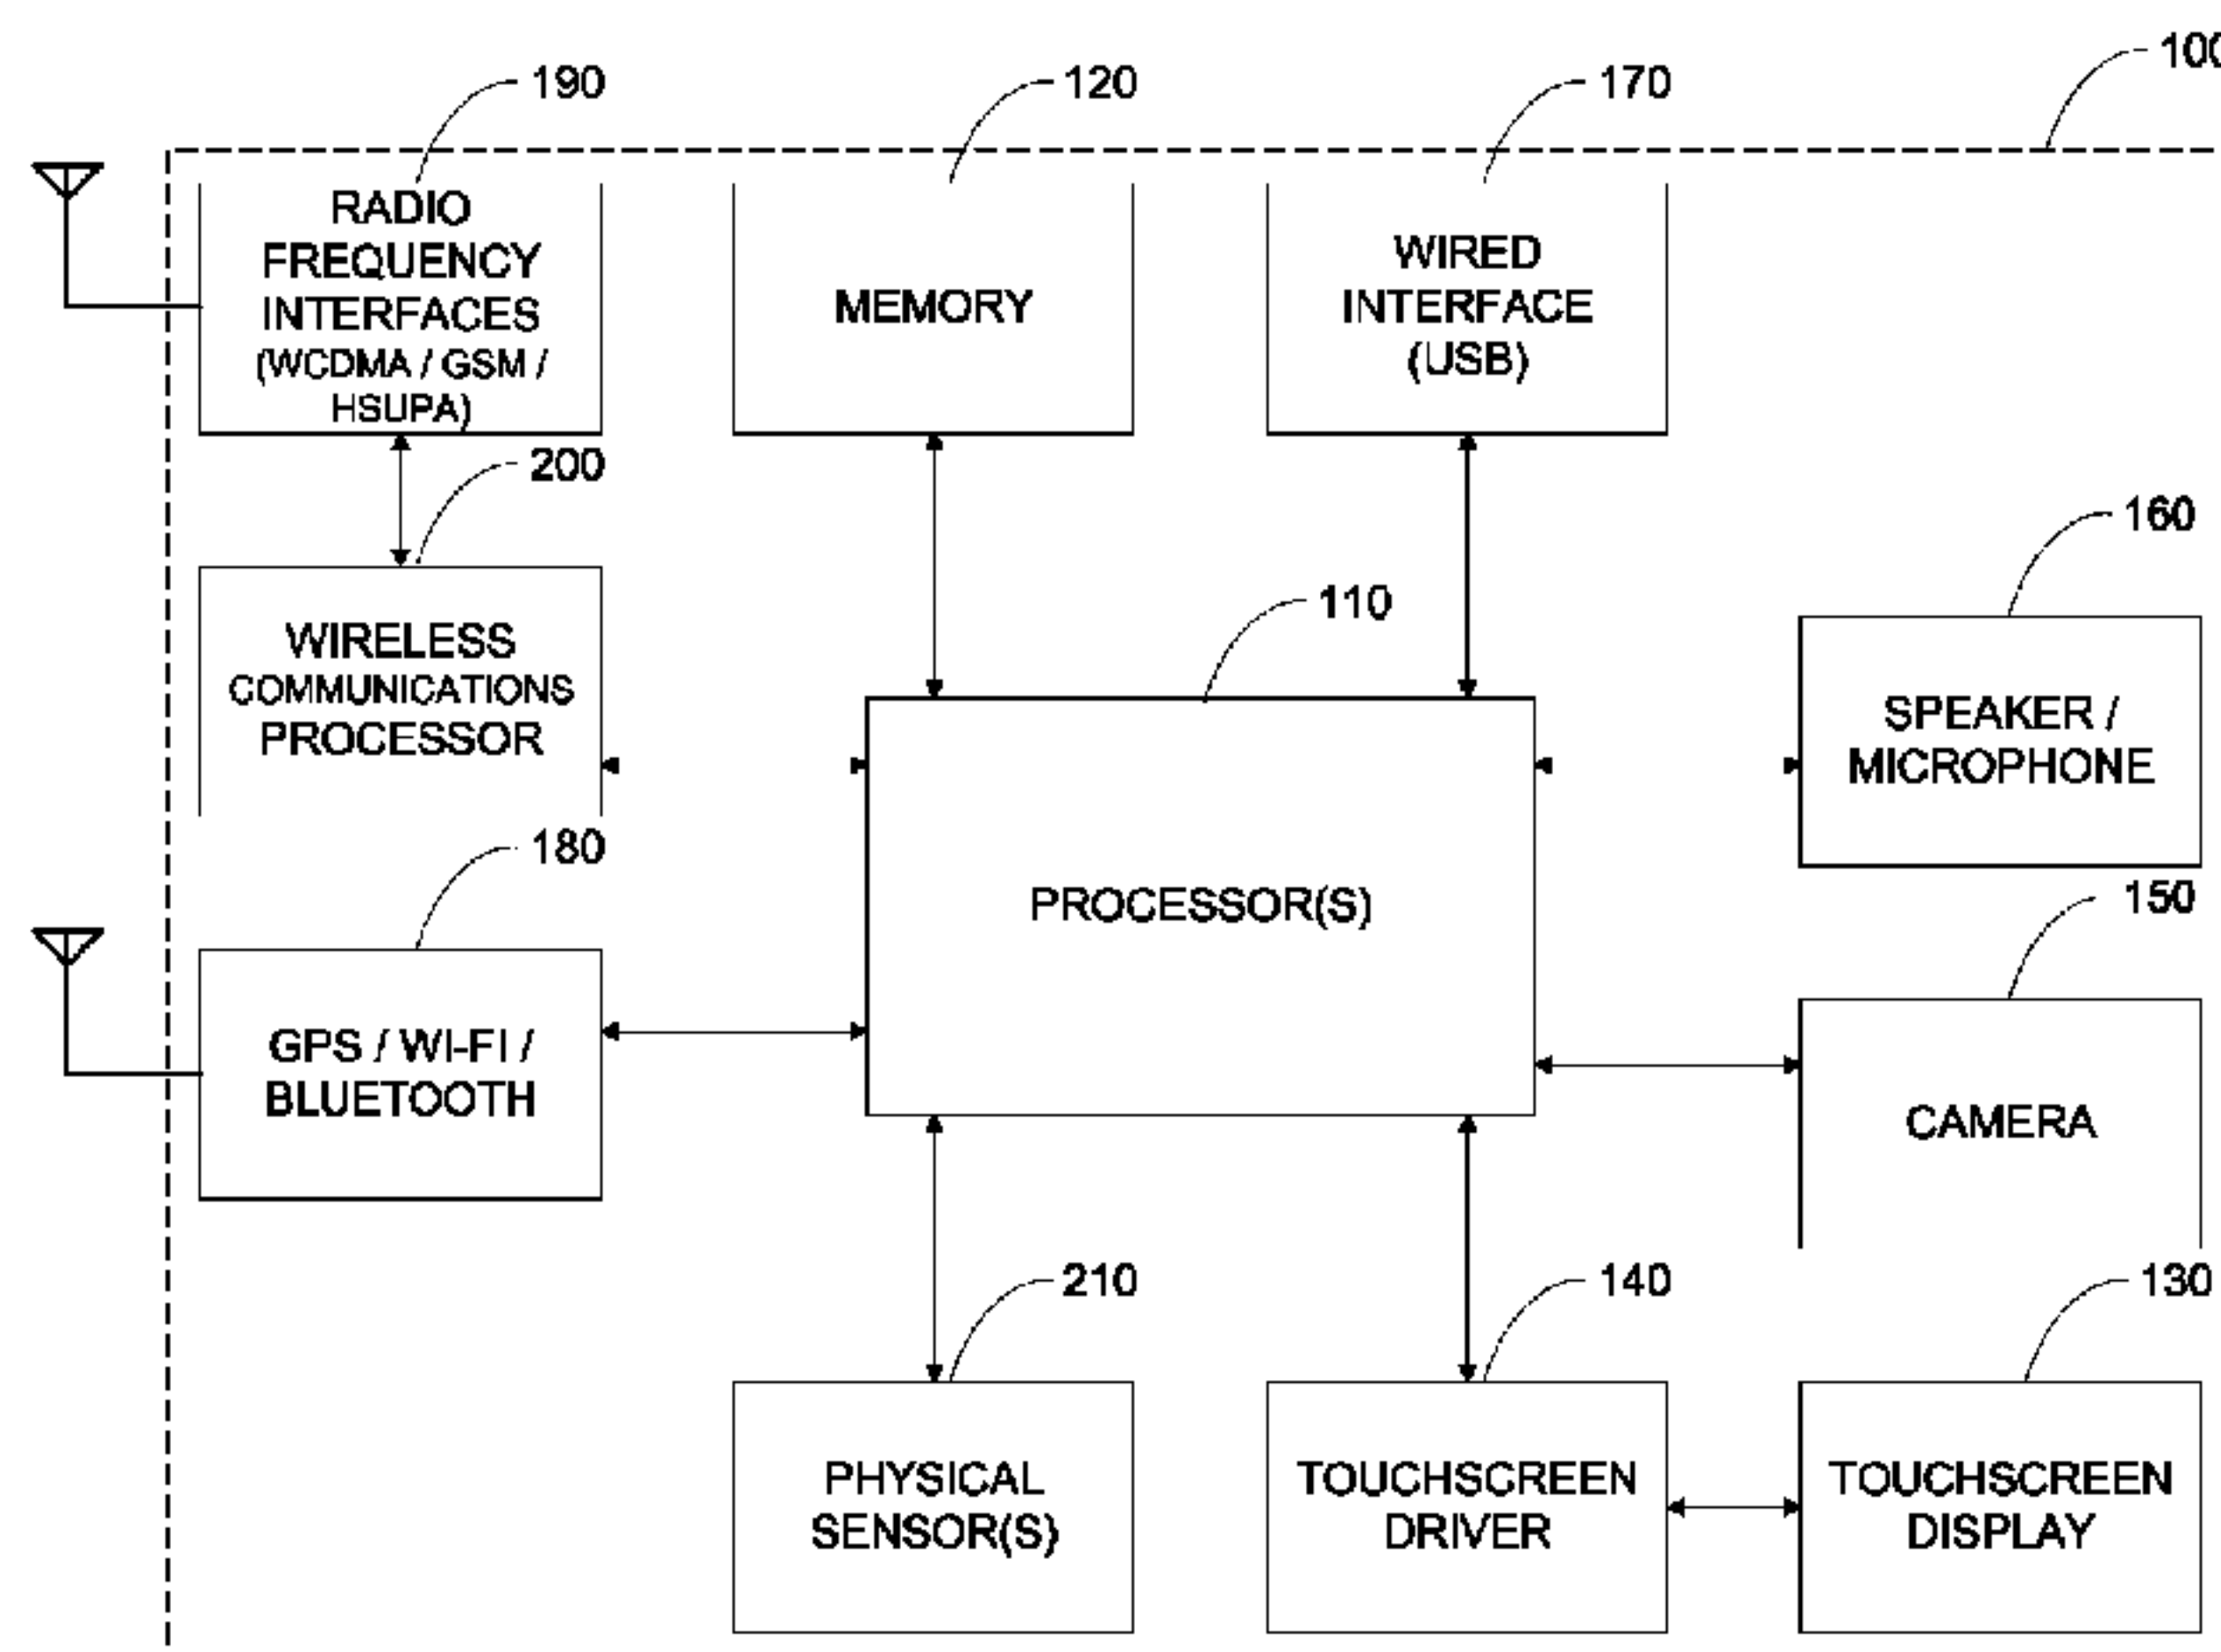 100
190
120
170
RADIO
FREQUENCY
INTERFACES
(WCDMA / GSM /
HSUPA)
MEMORY
WIRED
INTERFACE
(USB)
200
160
110
WIRELESS
COMMUNICATIONS
PROCESSOR
SPEAKER /
MICROPHONE
180
150
PROCESSOR(S)
GPS / WI-FI /
BLUETOOTH
CAMERA
210
140
130
PHYSICAL
SENSOR(S)
TOUCHSCREEN
DRIVER
TOUCHSCREEN
DISPLAY